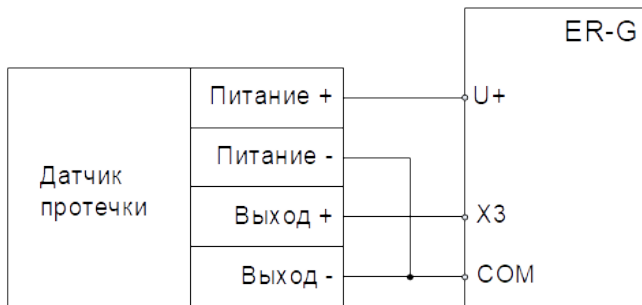 ER-G
Питание +
U+
Питание -
Датчик
протечки
Выход +
X3
Выход -
COM